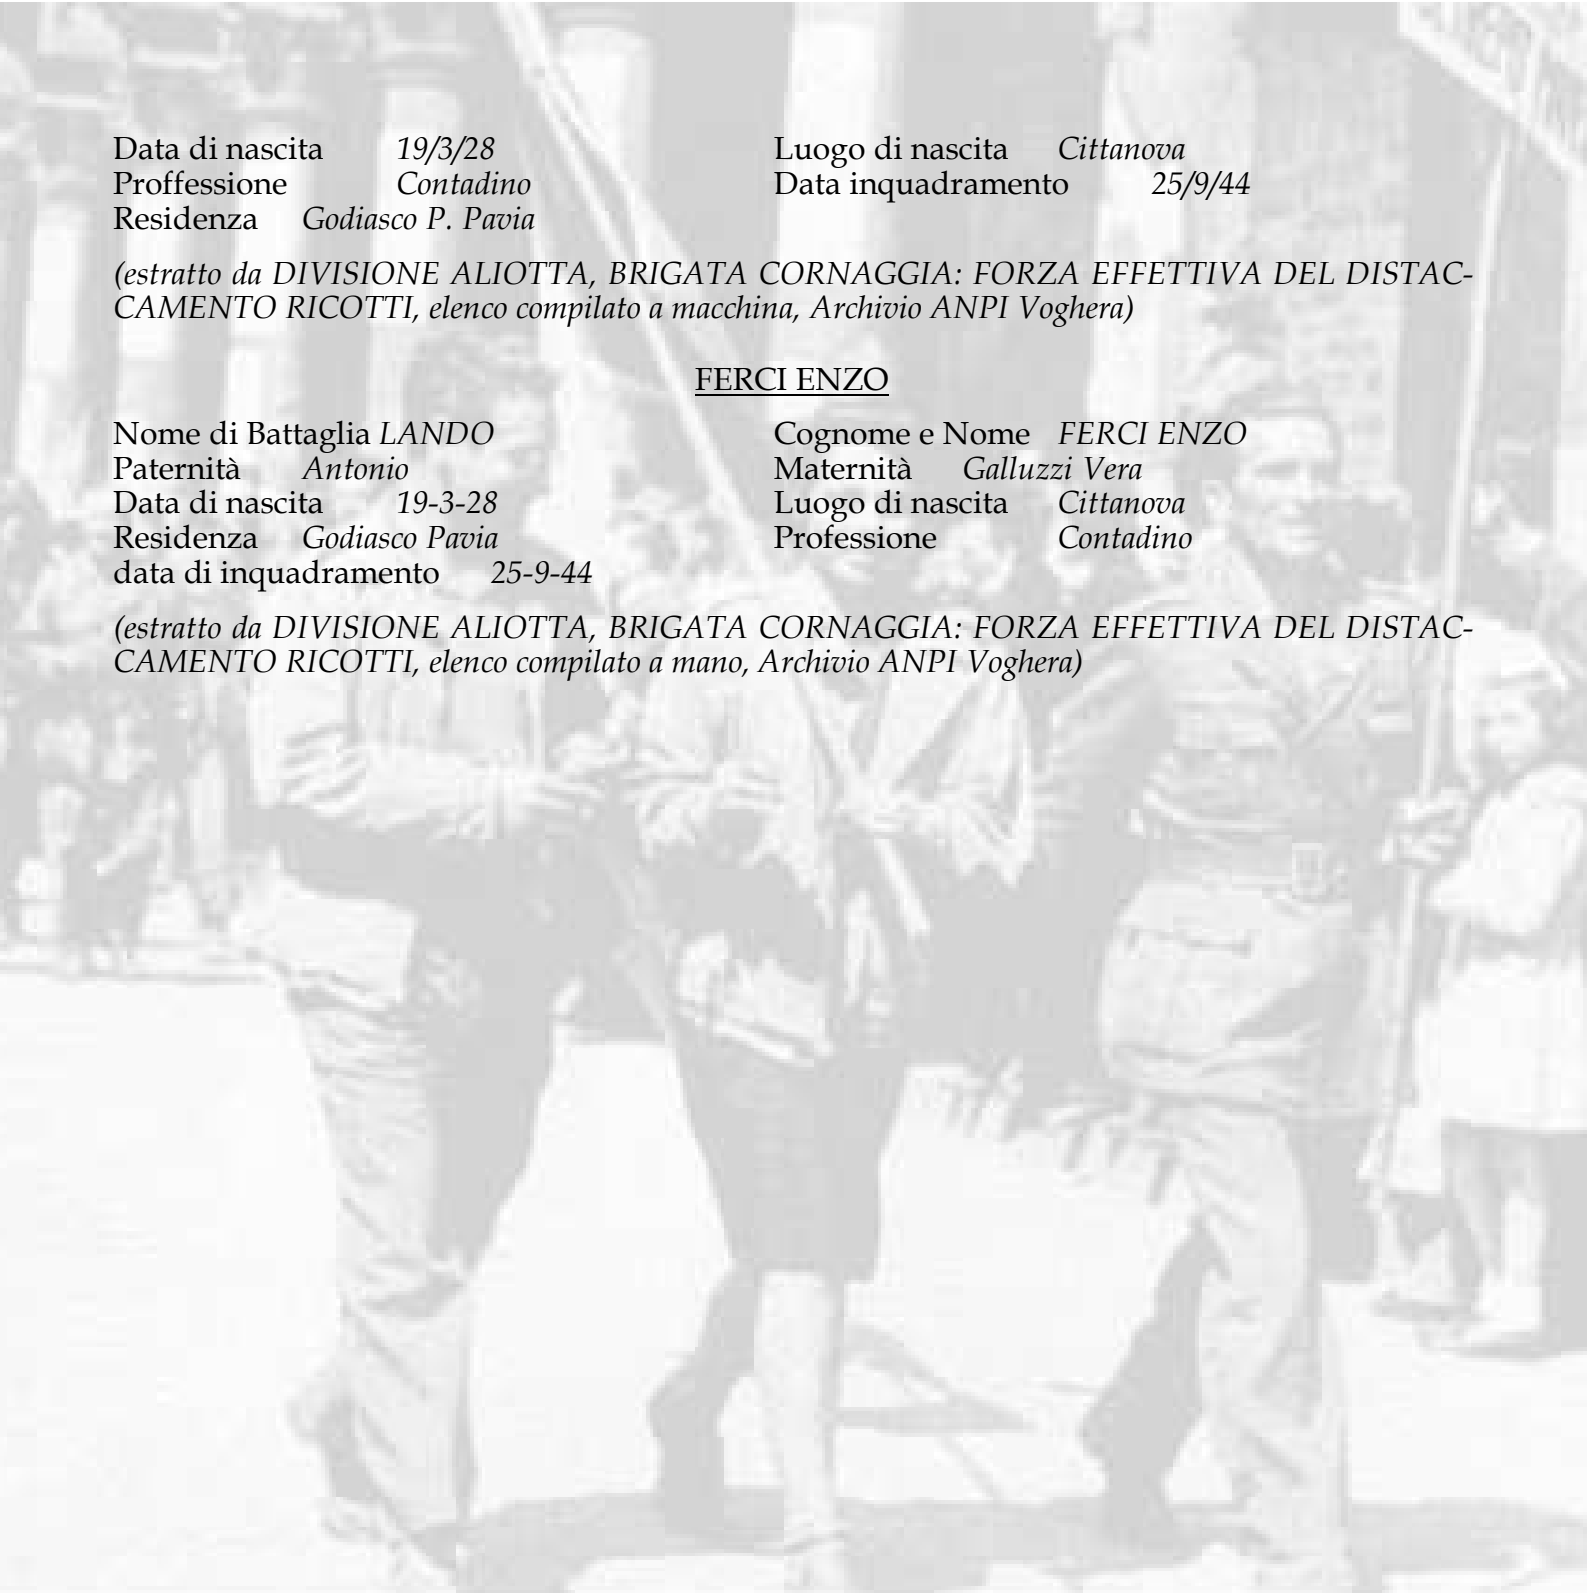 Data di nascita 19/3/28 Luogo di nascita Cittanova
Proffessione Contadino Data inquadramento 25/9/44
Residenza Godiasco P. Pavia
(estratto da DIVISIONE ALIOTTA, BRIGATA CORNAGGIA: FORZA EFFETTIVA DEL DISTAC-
CAMENTO RICOTTI, elenco compilato a macchina, Archivio ANPI Voghera)
FERCI ENZO
Nome di Battaglia LANDO Cognome e Nome FERCI ENZO
Paternità Antonio Maternità Galluzzi Vera
Data di nascita 19-3-28 Luogo di nascita Cittanova
Residenza Godiasco Pavia Professione Contadino
data di inquadramento 25-9-44
(estratto da DIVISIONE ALIOTTA, BRIGATA CORNAGGIA: FORZA EFFETTIVA DEL DISTAC-
CAMENTO RICOTTI, elenco compilato a mano, Archivio ANPI Voghera)